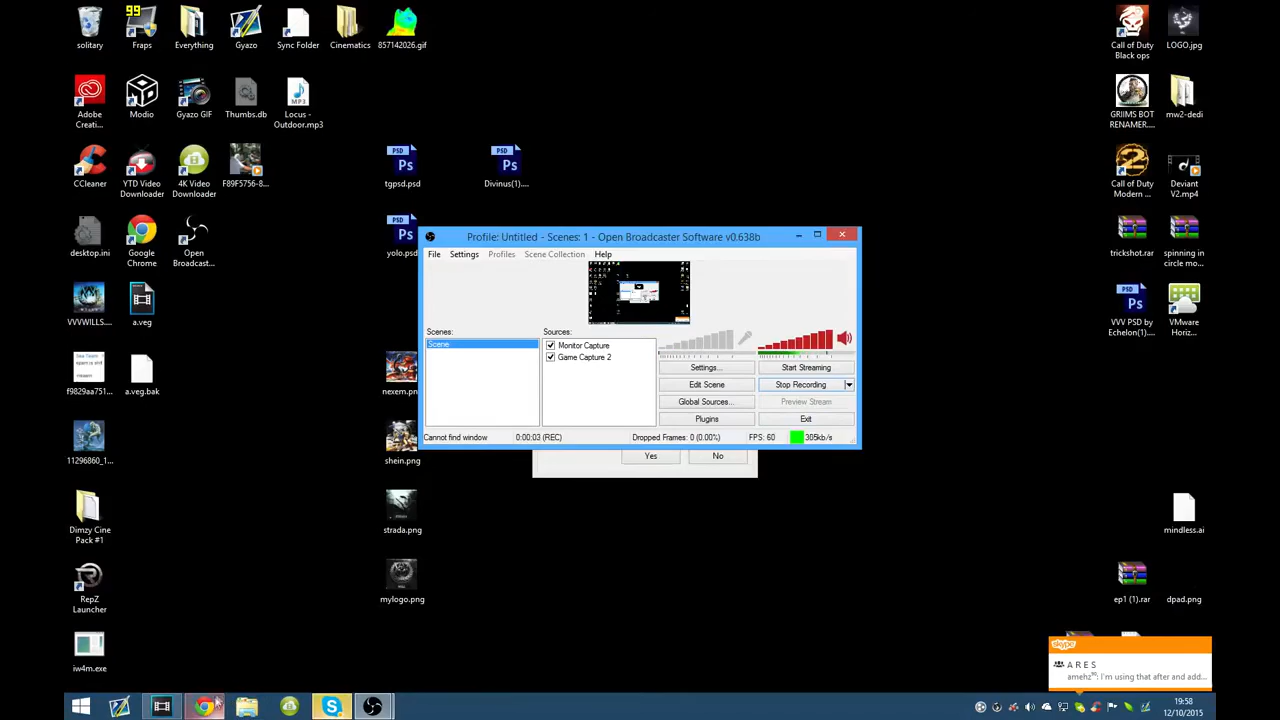 99
solitary
Fraps
Everything
Gyazo
Sync Folder
Cinematics
857142026.gif
Call of Duty
Black ops
LOGO.jpg
Adobe
Creati...
Modio
Gyazo GIF
Thumbs.db
Locus -
Outdoor.mp3
GRIIMS BOT
RENAMER....
mw2-dedi
CCleaner
YTD Video
Downloader
4K Video
Downloader
F89F5756-8...
tgpsd.psd
Divinus(1)....
Call of Duty
Modern ...
Deviant
V2.mp4
desktop.ini
Google
Chrome
Open
Broadcast...
yolo.psd
trickshot.rar
spinning in
circle mo...
VVVWILLS....
a.veg
VVV PSD by
Echelon(1)....
VMware
Horiz...
f9829aa751...
a.veg.bak
nexem.png
11296860_1...
shein.png
Dimzy Cine
Pack #1
strada.png
mindless.ai
RepZ
Launcher
mylogo.png
ep1 (1).rar
dpad.png
iw4m.exe
Profile: Untitled - Scenes: 1 - Open Broadcaster Software v0.638b
File Settings Profiles Scene Collection Help
Scenes:
Sources:
Scene
Monitor Capture
Game Capture 2
Settings...
Start Streaming
Edit Scene
Stop Recording
Global Sources...
Preview Stream
Plugins
Exit
Cannot find window
0:00:03 (REC)
Dropped Frames: 0 (0.00%)
FPS: 60
305kb/s
Yes
No
skype
A R E S
amehz³⁰: I'm using that after and add...
19:58
12/10/2015